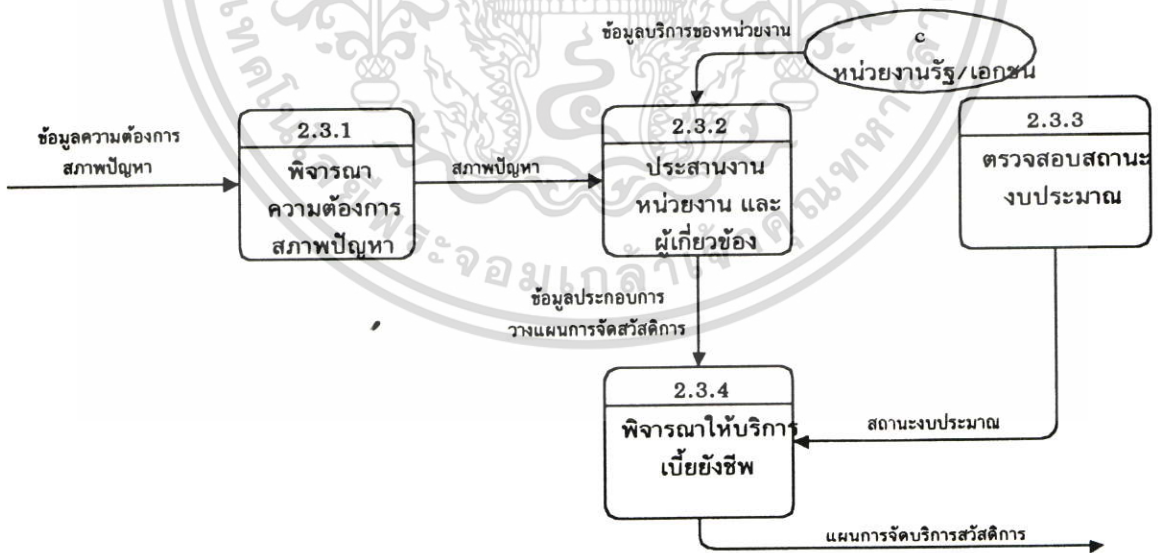 ข้อมูลบริการของหน่วยงาน
c
หน่วยงานรัฐ/เอกชน
ข้อมูลความต้องการ
สภาพปัญหา
2.3.1
พิจารณา
ความต้องการ
สภาพปัญหา
สภาพปัญหา
2.3.2
ประสานงาน
หน่วยงาน และ
ผู้เกี่ยวข้อง
2.3.3
ตรวจสอบสถานะ
งบประมาณ
ข้อมูลประกอบการ
วางแผนการจัดสวัสดิการ
2.3.4
พิจารณาให้บริการ
เบี้ยยังชีพ
สถานะงบประมาณ
แผนการจัดบริการสวัสดิการ